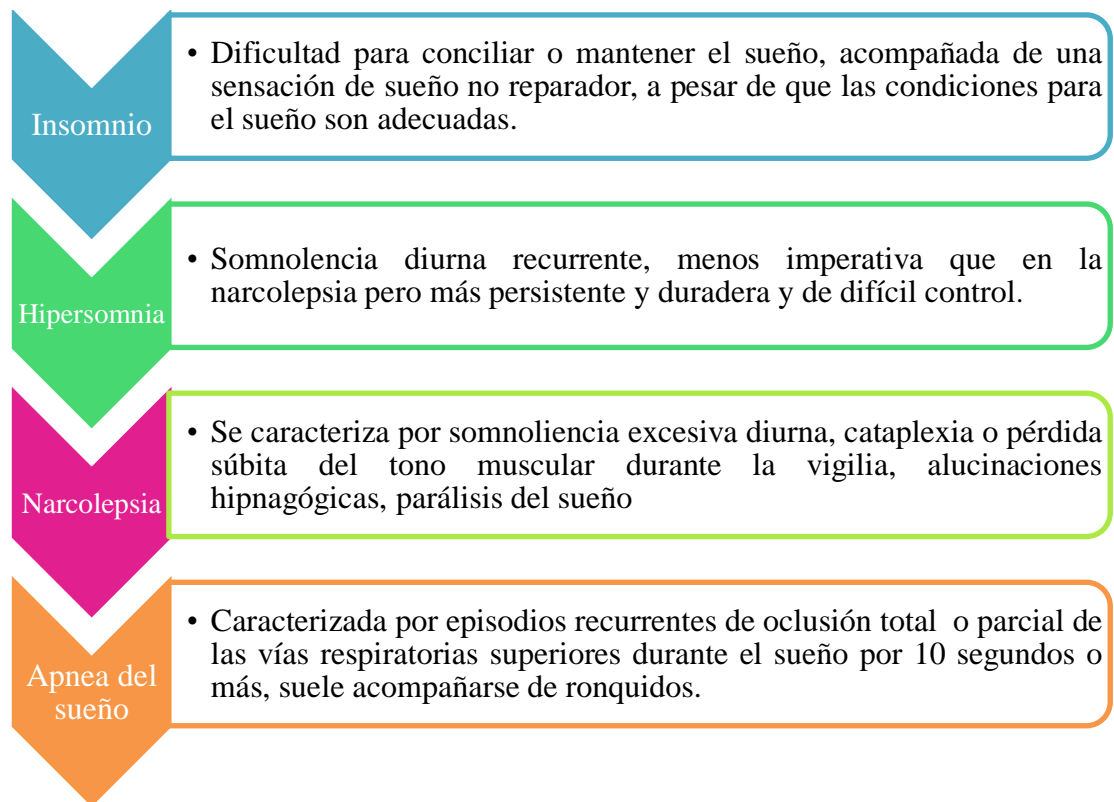 Insomnio
• Dificultad para conciliar o mantener el sueño, acompañada de una
sensación de sueño no reparador, a pesar de que las condiciones para
el sueño son adecuadas.
Hipersomnia
• Somnolencia diurna recurrente, menos imperativa que en la
narcolepsia pero más persistente y duradera y de difícil control.
Narcolepsia
• Se caracteriza por somnoliencia excesiva diurna, cataplexia o pérdida
súbita del tono muscular durante la vigilia, alucinaciones
hipnagógicas, parálisis del sueño
Apnea del
sueño
• Caracterizada por episodios recurrentes de oclusión total o parcial de
las vías respiratorias superiores durante el sueño por 10 segundos o
más, suele acompañarse de ronquidos.